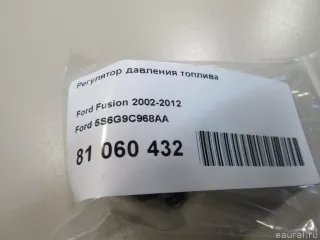 Регулятор давления топлива
Ford Fusion 2002-2012
Ford 5S6G9C968AA
81 060 432
eaural.ru